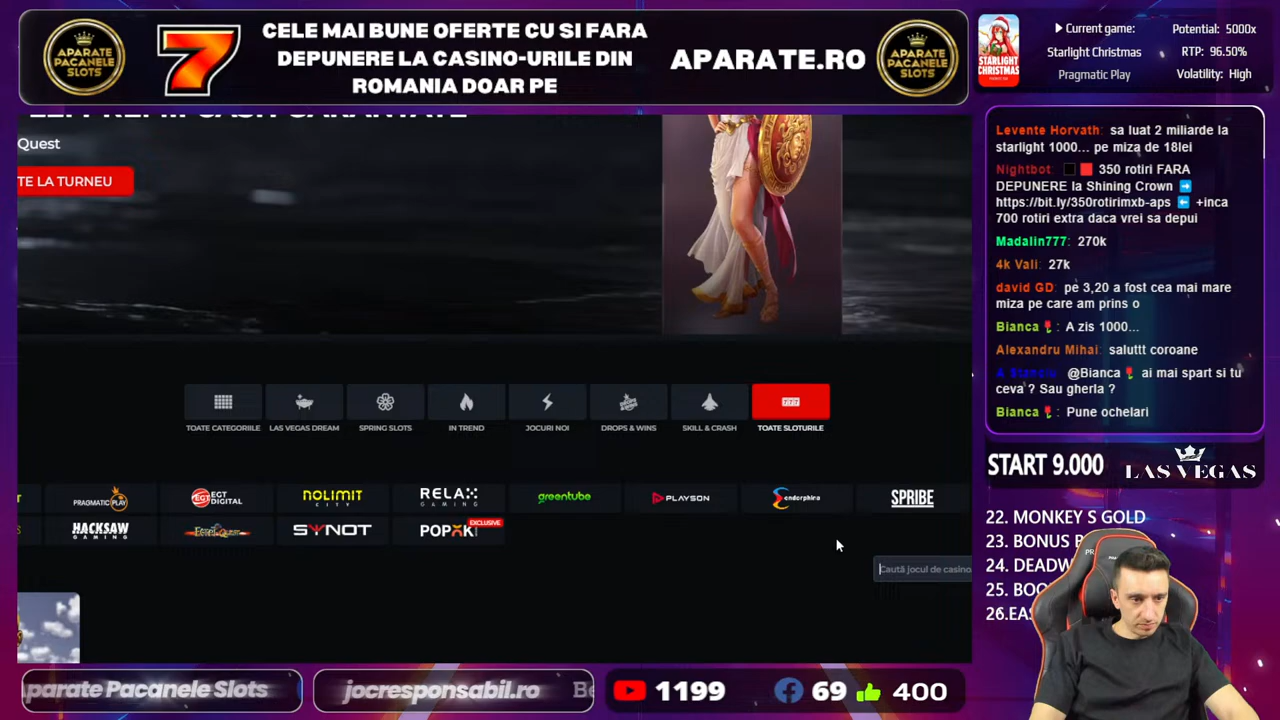 APARATE
PACANELE
SLOTS
7
CELE MAI BUNE OFERTE CU SI FARA
DEPUNERE LA CASINO-URILE DIN
ROMANIA DOAR PE
APARATE.RO
APARATE
PACANELE
SLOTS
STARLIGHT
CHRISTMAS
Current game:
Starlight Christmas
Pragmatic Play
Potential: 5000x
RTP: 96.50%
Volatility: High
Quest
TE LA TURNEU
TOATE CATEGORIILE
LAS VEGAS DREAM
SPRING SLOTS
IN TREND
JOCURI NOI
DROPS & WINS
SKILL & CRASH
777
TOATE SLOTURILE
PRAGMATIC PLAY
EGT DIGITAL
NOLIMIT CITY
RELAX GAMING
greentube
PLAYSON
endorphina
SPRIBE
HACKSAW GAMING
SYNOT
POPOK
EXCLUSIVE
Caută jocul de casino
Levente Horvath: sa luat 2 miliarde la
starlight 1000... pe miza de 18lei
Nightbot: 350 rotiri FARA
DEPUNERE la Shining Crown
https://bit.ly/350rotirimxb-aps +inca
700 rotiri extra daca vrei sa depui
Madalin777: 270k
4k Vali: 27k
david GD: pe 3,20 a fost cea mai mare
miza pe care am prins o
Bianca: A zis 1000...
Alexandru Mihai: saluttt coroane
@Bianca ai mai spart si tu
ceva ? Sau gherla ?
Bianca: Pune ochelari
START 9.000
LAS VEGAS
22. MONKEY S GOLD
23. BONUS
24. DEADW
25. BOO
26.EAS
parate Pacanele Slots
jocresponsabil.ro
1199
69
400